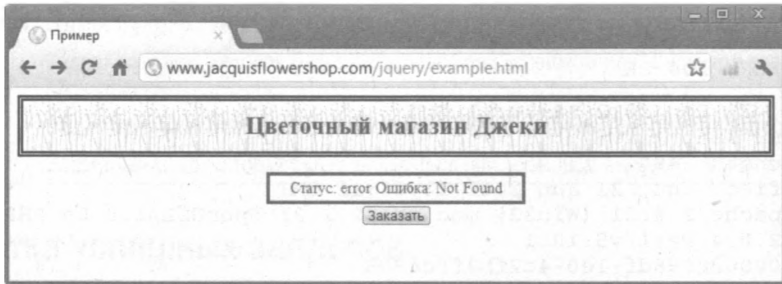 Пример
www.jacquisflowershop.com/jquery/example.html
Цветочный магазин Джеки
Статус: error Ошибка: Not Found
Заказать